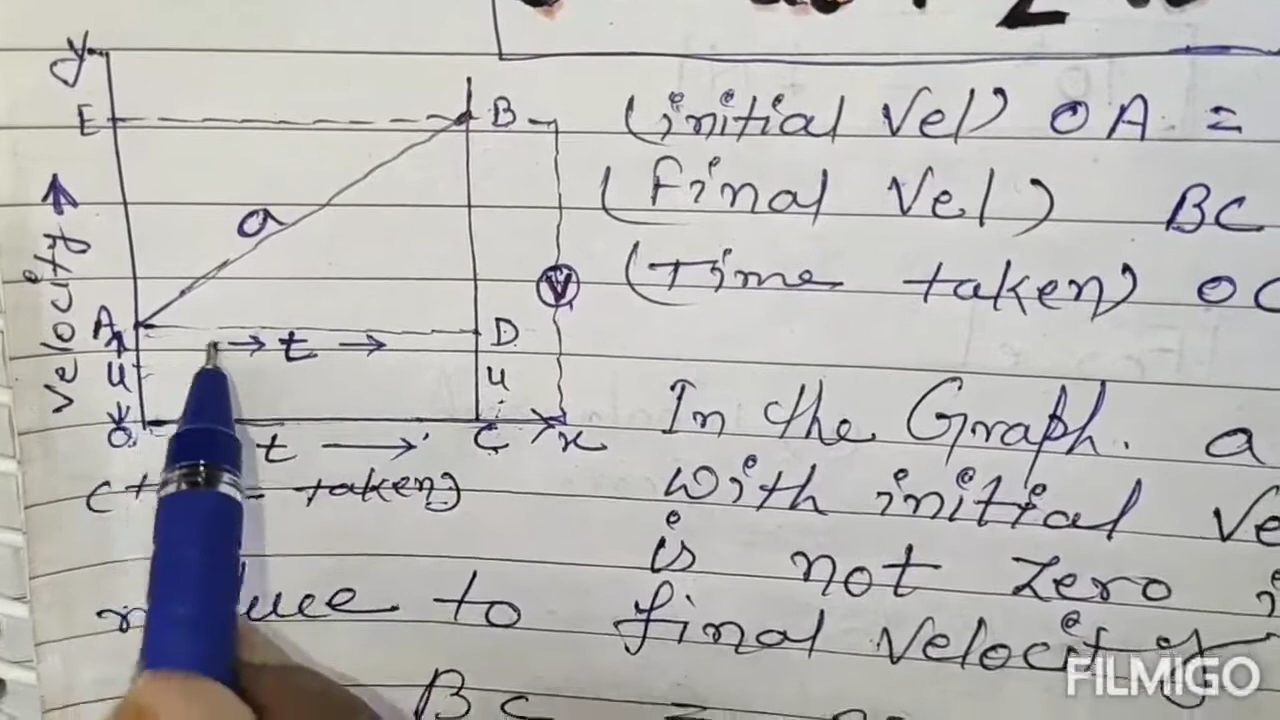 y
E
B
(initial Vel) OA =
(Final Vel) BC
(Time taken) OC
velocity
a
V
A
D
t
u
u
O
t
C
x
taken)
In the Graph. a
with initial Ve
is not zero
to final velocity
BC =
FILMIGO